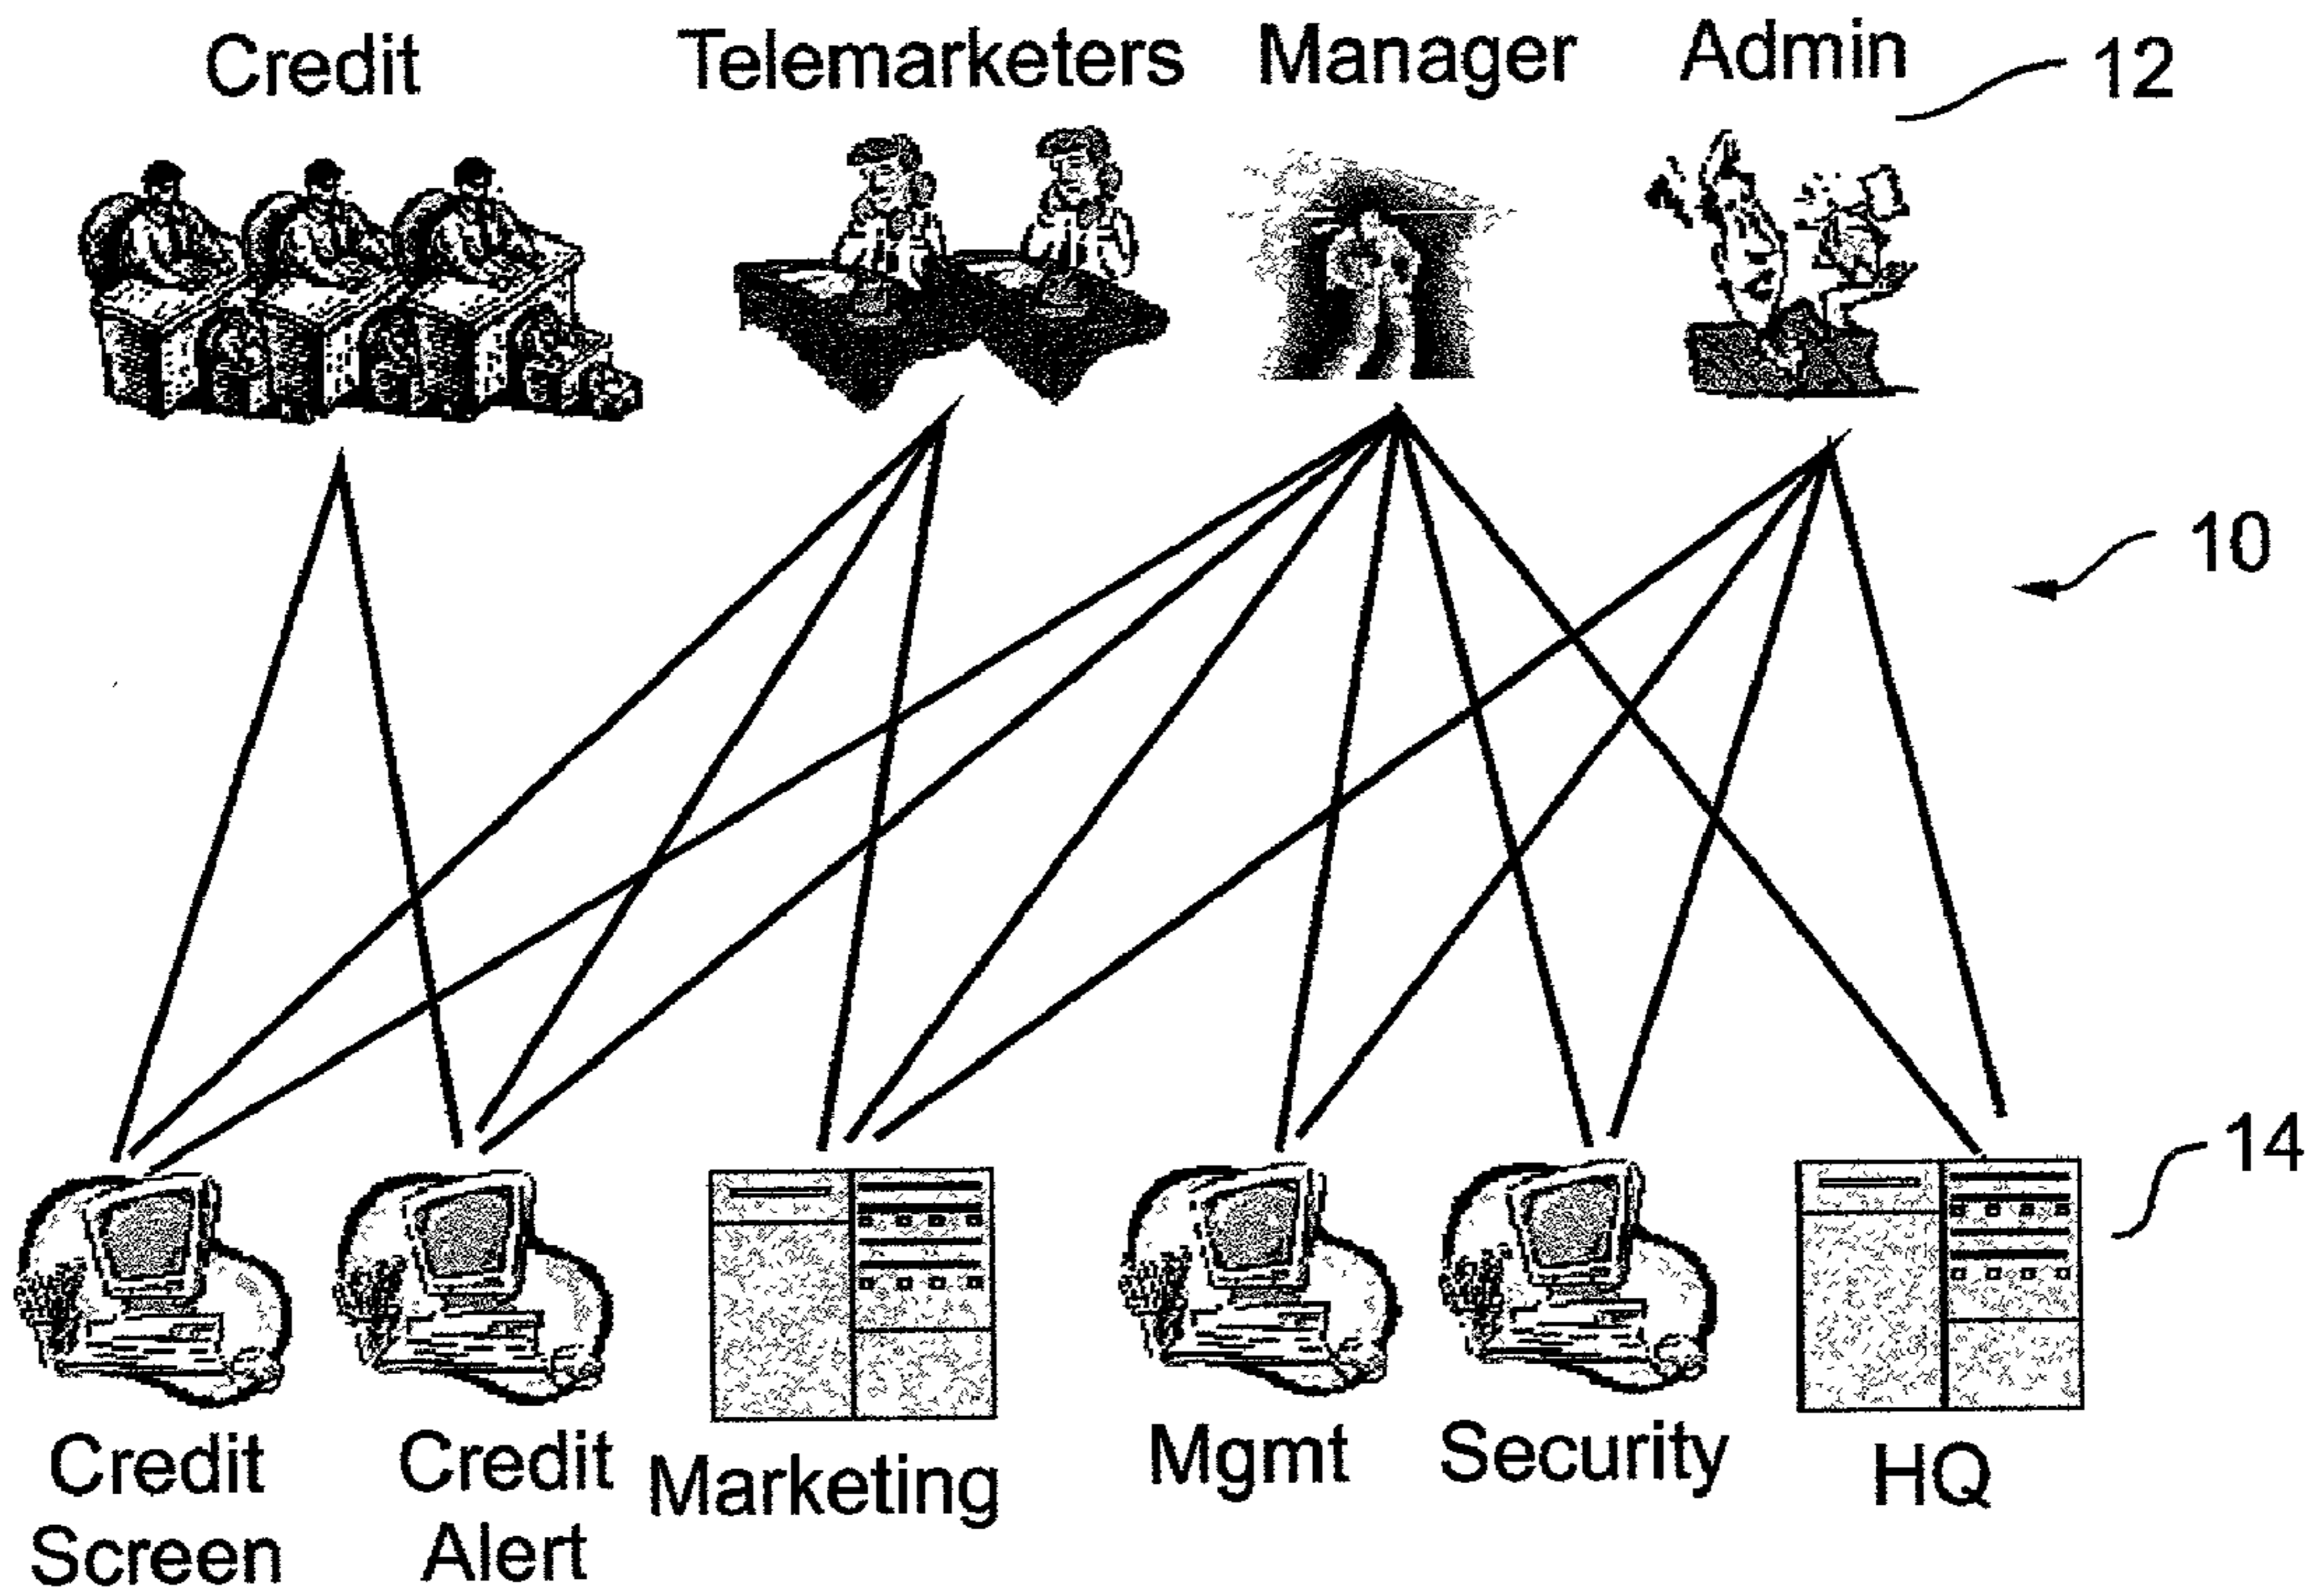 Credit
Telemarketers
Manager
Admin
12
10
14
Credit
Screen
Credit
Alert
Marketing
Mgmt
Security
HQ